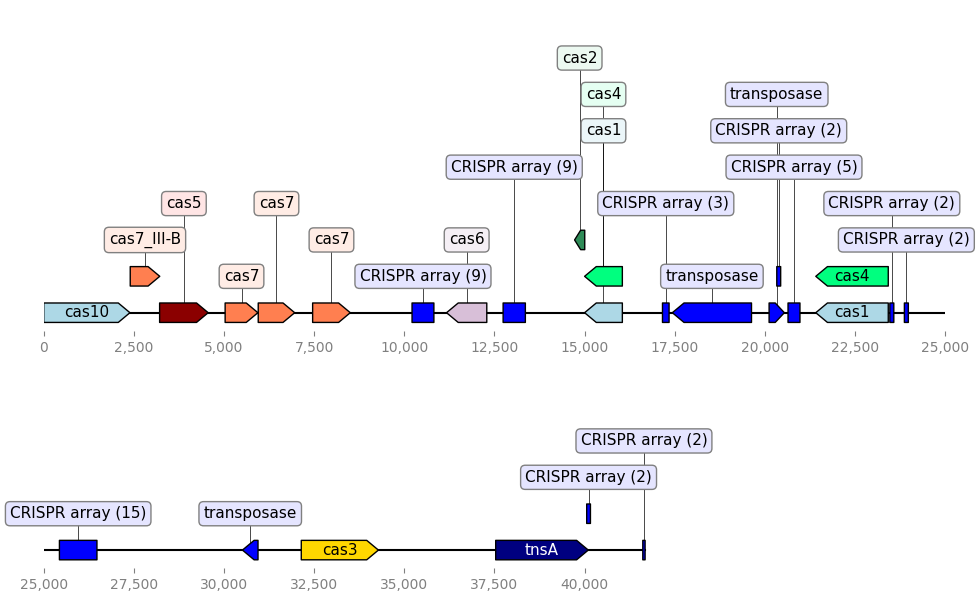 cas2
transposase
cas4
CRISPR array (2)
cas1
CRISPR array (9)
CRISPR array (5)
cas5
cas7
CRISPR array (3)
CRISPR array (2)
cas7_III-B
cas7
cas6
CRISPR array (2)
cas7
CRISPR array (9)
transposase
cas4
cas10
cas1
0
2,500
5,000
7,500
10,000
12,500
15,000
17,500
20,000
22,500
25,000
CRISPR array (2)
CRISPR array (2)
CRISPR array (15)
transposase
cas3
tnsA
25,000
27,500
30,000
32,500
35,000
37,500
40,000